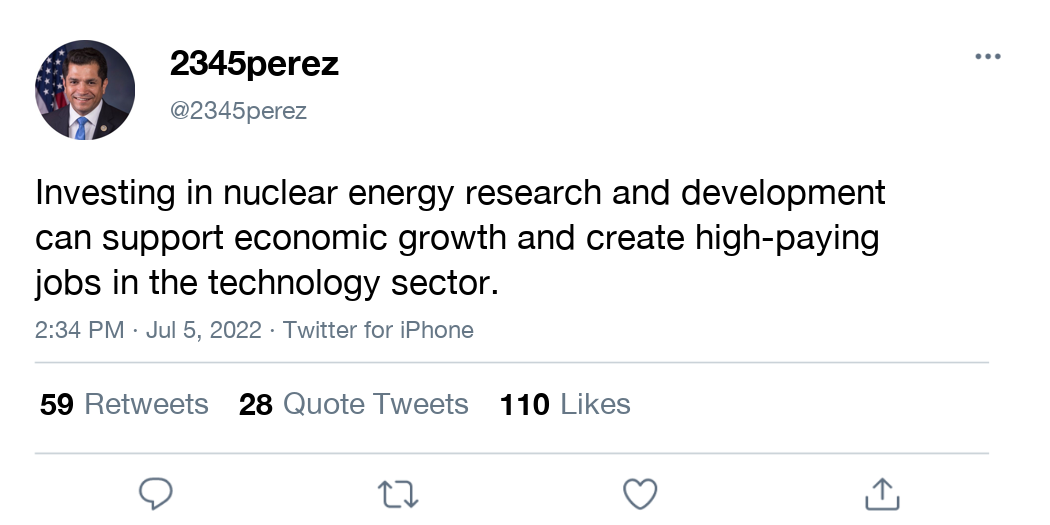 2345perez
@2345perez
Investing in nuclear energy research and development
can support economic growth and create high-paying
jobs in the technology sector.
2:34 PM · Jul 5, 2022 · Twitter for iPhone
59 Retweets 28 Quote Tweets 110 Likes